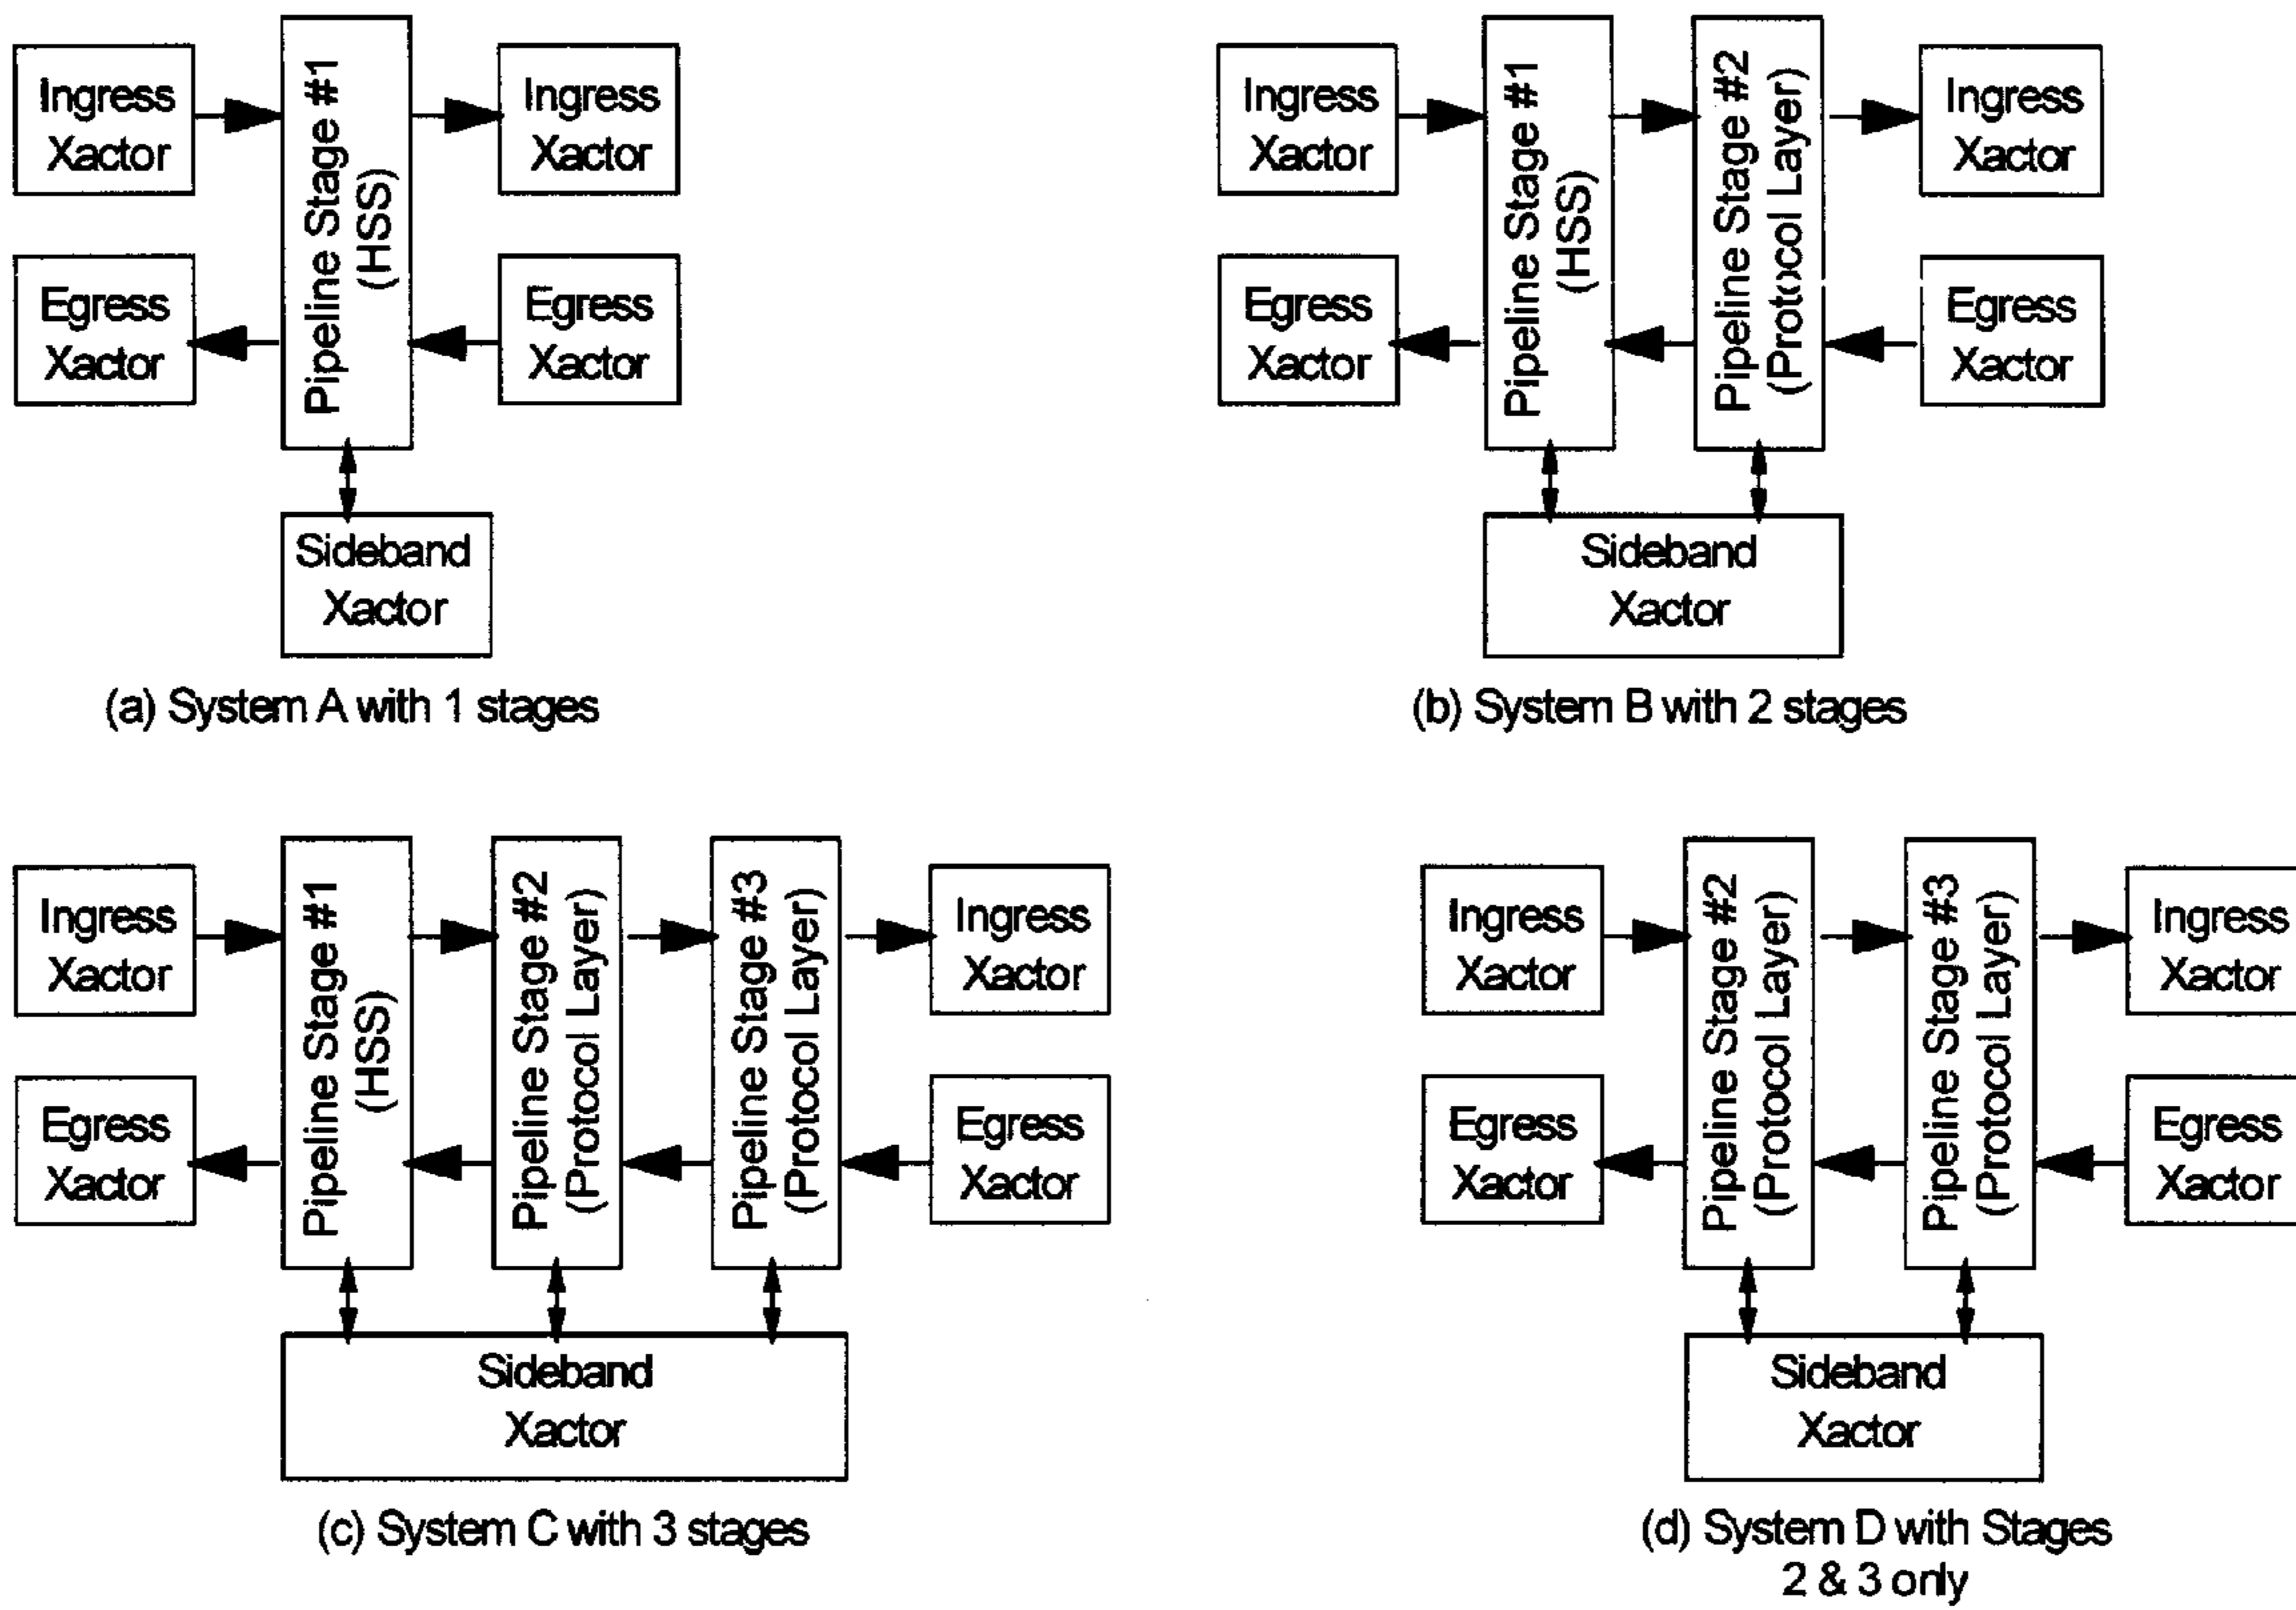 Ingress
Xactor
Egress
Xactor
Pipeline Stage #1
(HSS)
Ingress
Xactor
Egress
Xactor
Sideband
Xactor
(a) System A with 1 stages
Ingress
Xactor
Egress
Xactor
Pipeline Stage #1
(HSS)
Pipeline Stage #2
(Protocol Layer)
Ingress
Xactor
Egress
Xactor
Sideband
Xactor
(b) System B with 2 stages
Ingress
Xactor
Egress
Xactor
Pipeline Stage #1
(HSS)
Pipeline Stage #2
(Protocol Layer)
Pipeline Stage #3
(Protocol Layer)
Ingress
Xactor
Egress
Xactor
Sideband
Xactor
(c) System C with 3 stages
Ingress
Xactor
Egress
Xactor
Pipeline Stage #2
(Protocol Layer)
Pipeline Stage #3
(Protocol Layer)
Ingress
Xactor
Egress
Xactor
Sideband
Xactor
(d) System D with Stages
2 & 3 only